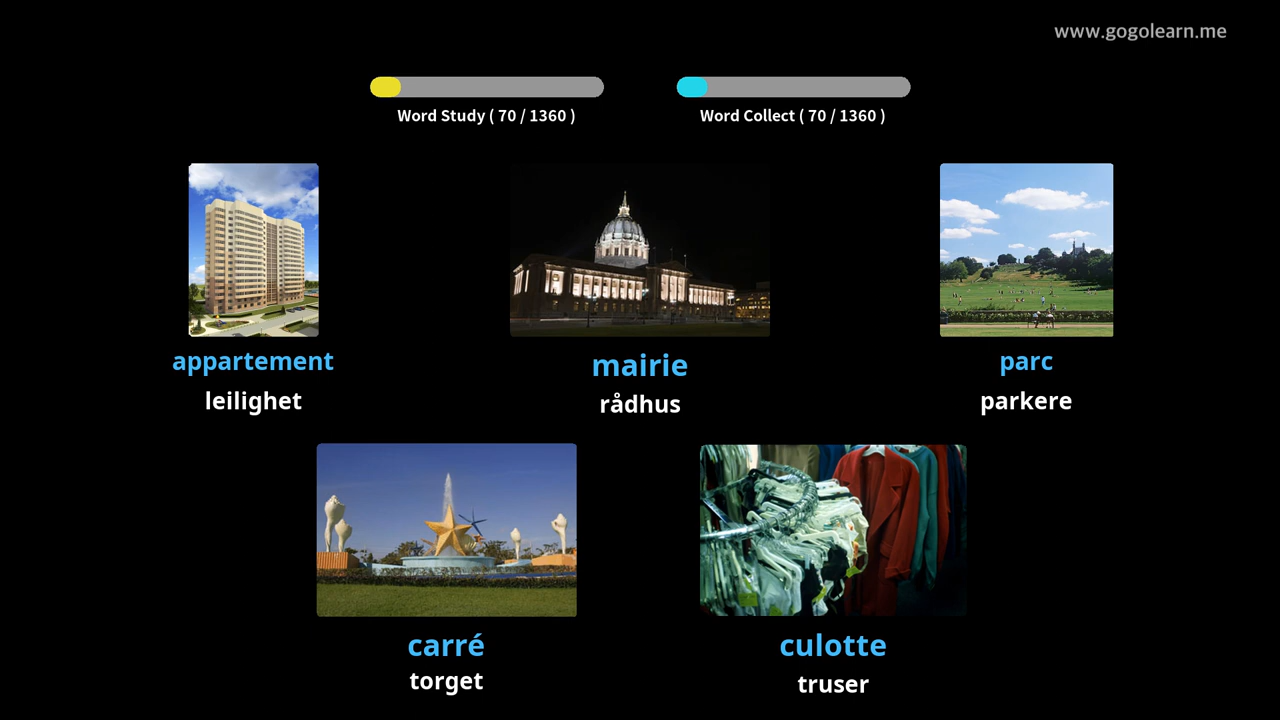 www.gogolearn.me
Word Study ( 70 / 1360 )
Word Collect ( 70 / 1360 )
appartement
leilighet
mairie
rådhus
parc
parkere
carré
torget
culotte
truser